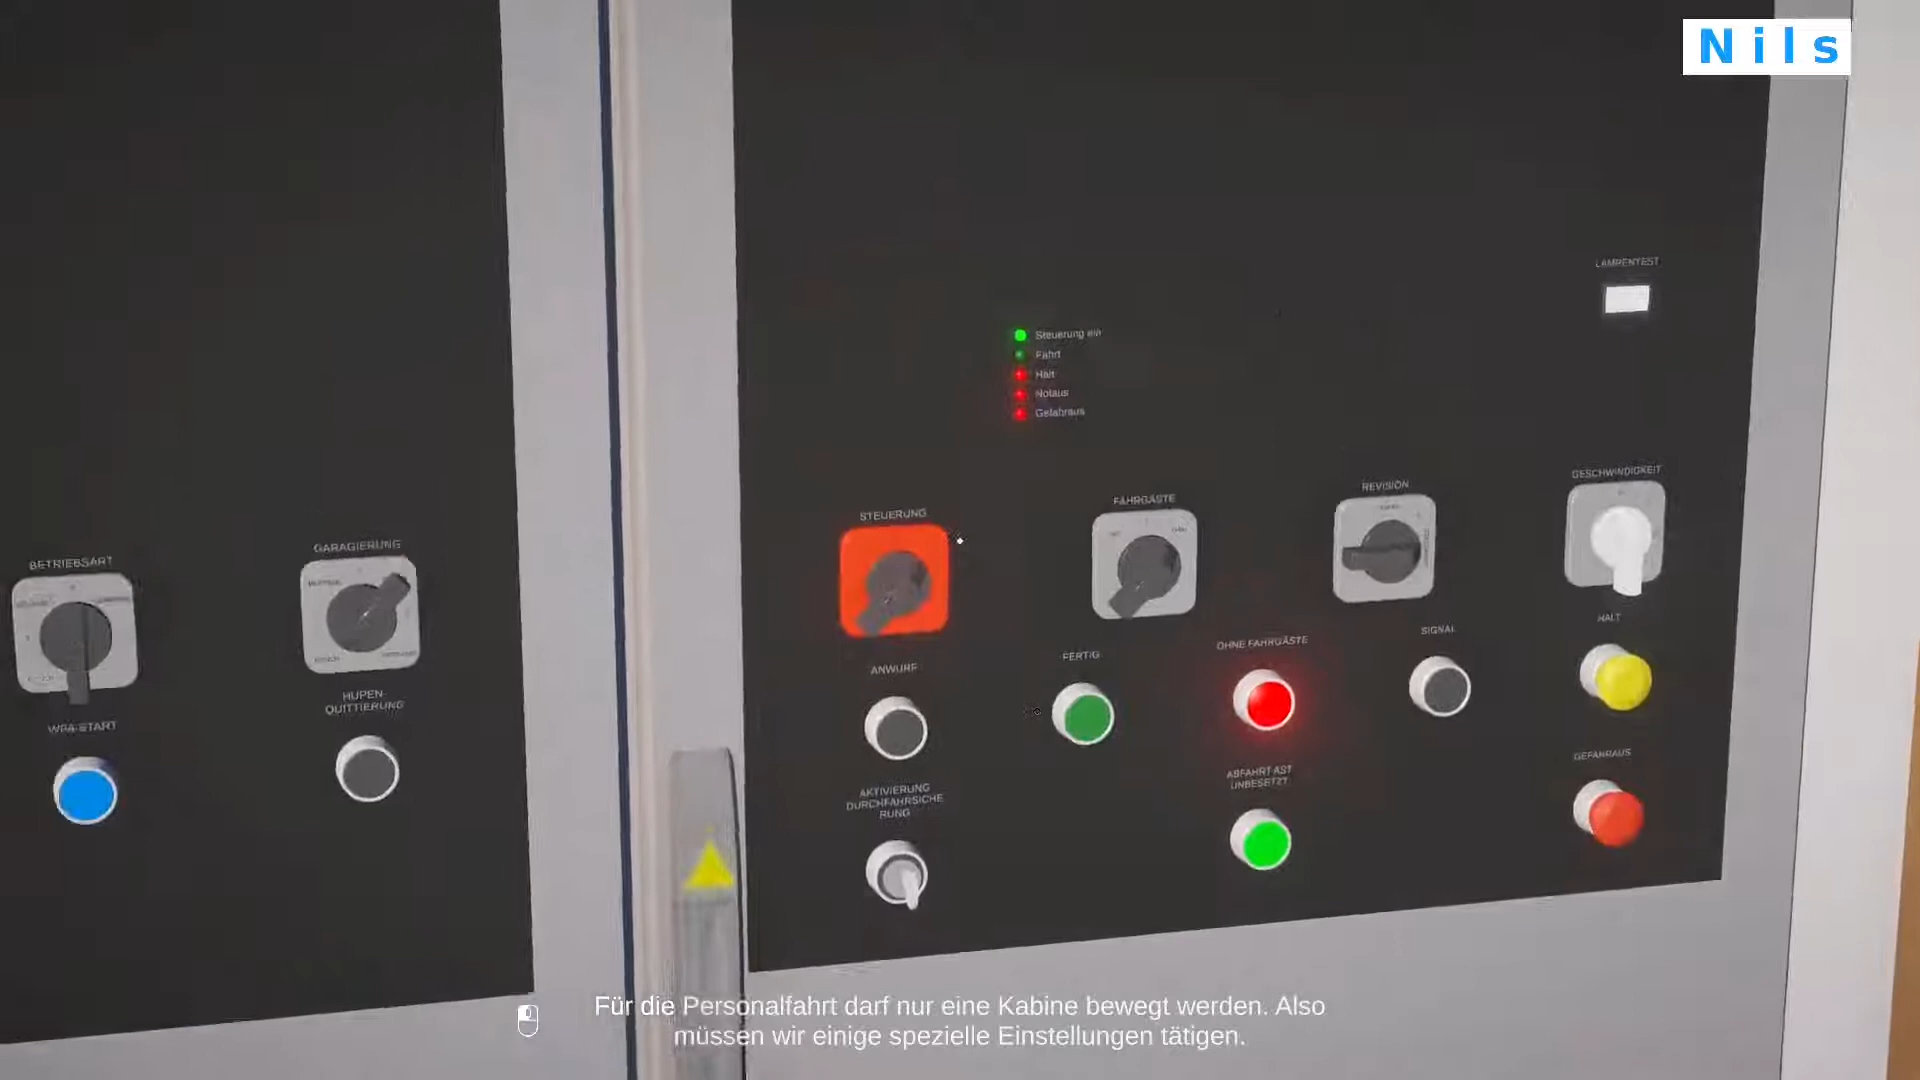 Nils
LAMPENTEST
Steuerung ein
Fahrt
Halt
Notaus
Gefahraus
STEUERUNG
FAHRGÄSTE
REVISION
GESCHWINDIGKEIT
BETRIEBSART
GARAGIERUNG
HALT
ANWURF
FERTIG
OHNE FAHRGÄSTE
SIGNAL
WPA-START
HUPEN-
QUITTIERUNG
AKTIVIERUNG
DURCHFAHRSICHE
RUNG
ABFAHRT AST
UNBESETZT
GEFAHRAUS
Für die Personalfahrt darf nur eine Kabine bewegt werden. Also
müssen wir einige spezielle Einstellungen tätigen.